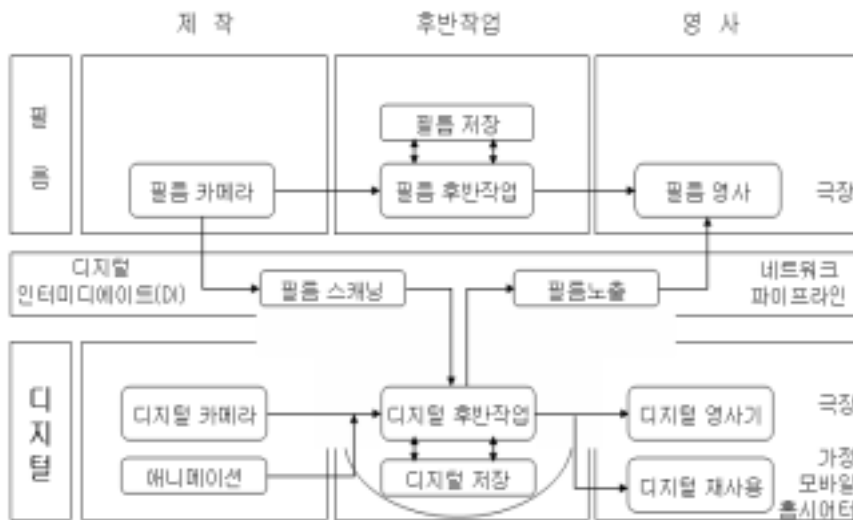 제 작
후반작업
영 사
필
름
필름 저장
필름 카메라
필름 후반작업
필름 영사
극장
디지털
인터미디에이트(DI)
필름 스캐닝
필름노출
네트워크
파이프라인
디
지
털
디지털 카메라
디지털 후반작업
디지털 영사기
극장
애니메이션
디지털 저장
디지털 재사용
가정
모바일
홈시어터